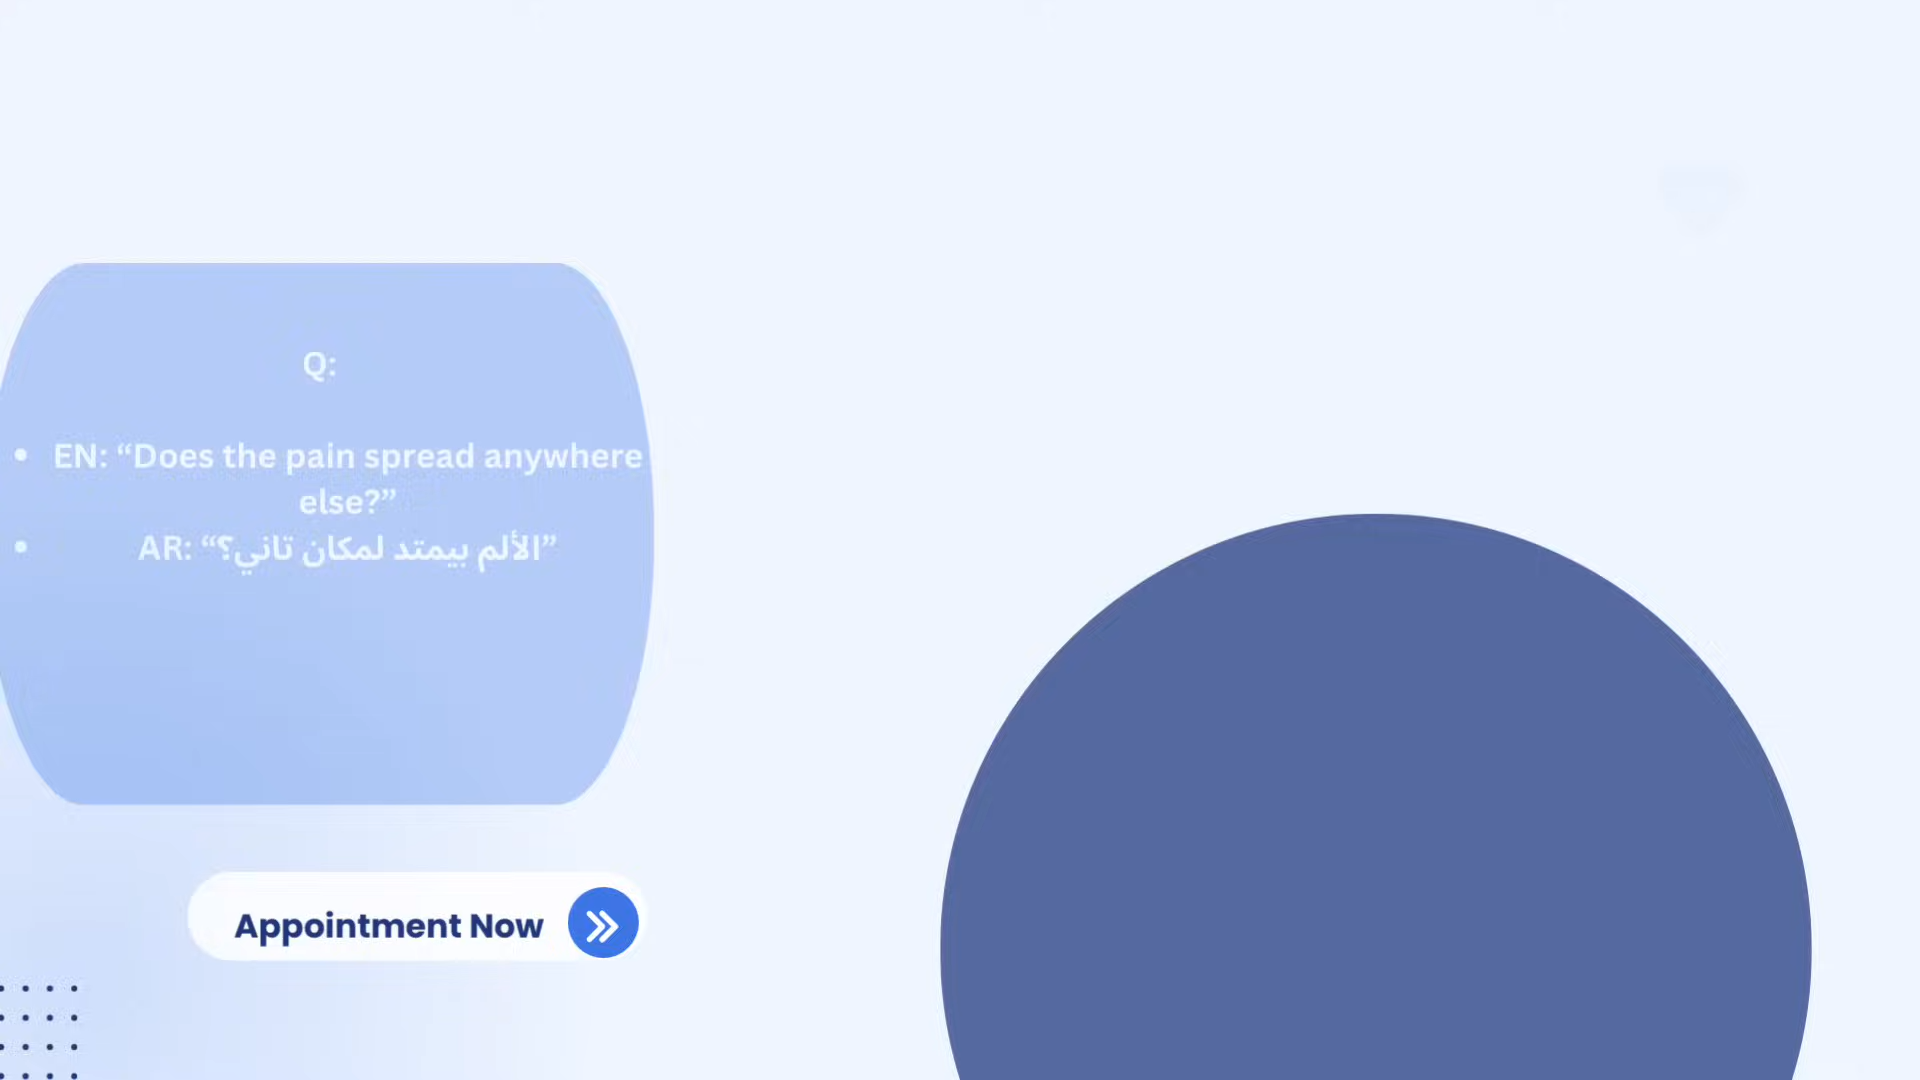 Q:
• EN: “Does the pain spread anywhere
else?”
• AR: “الألم بيمتد لمكان تاني؟”
Appointment Now